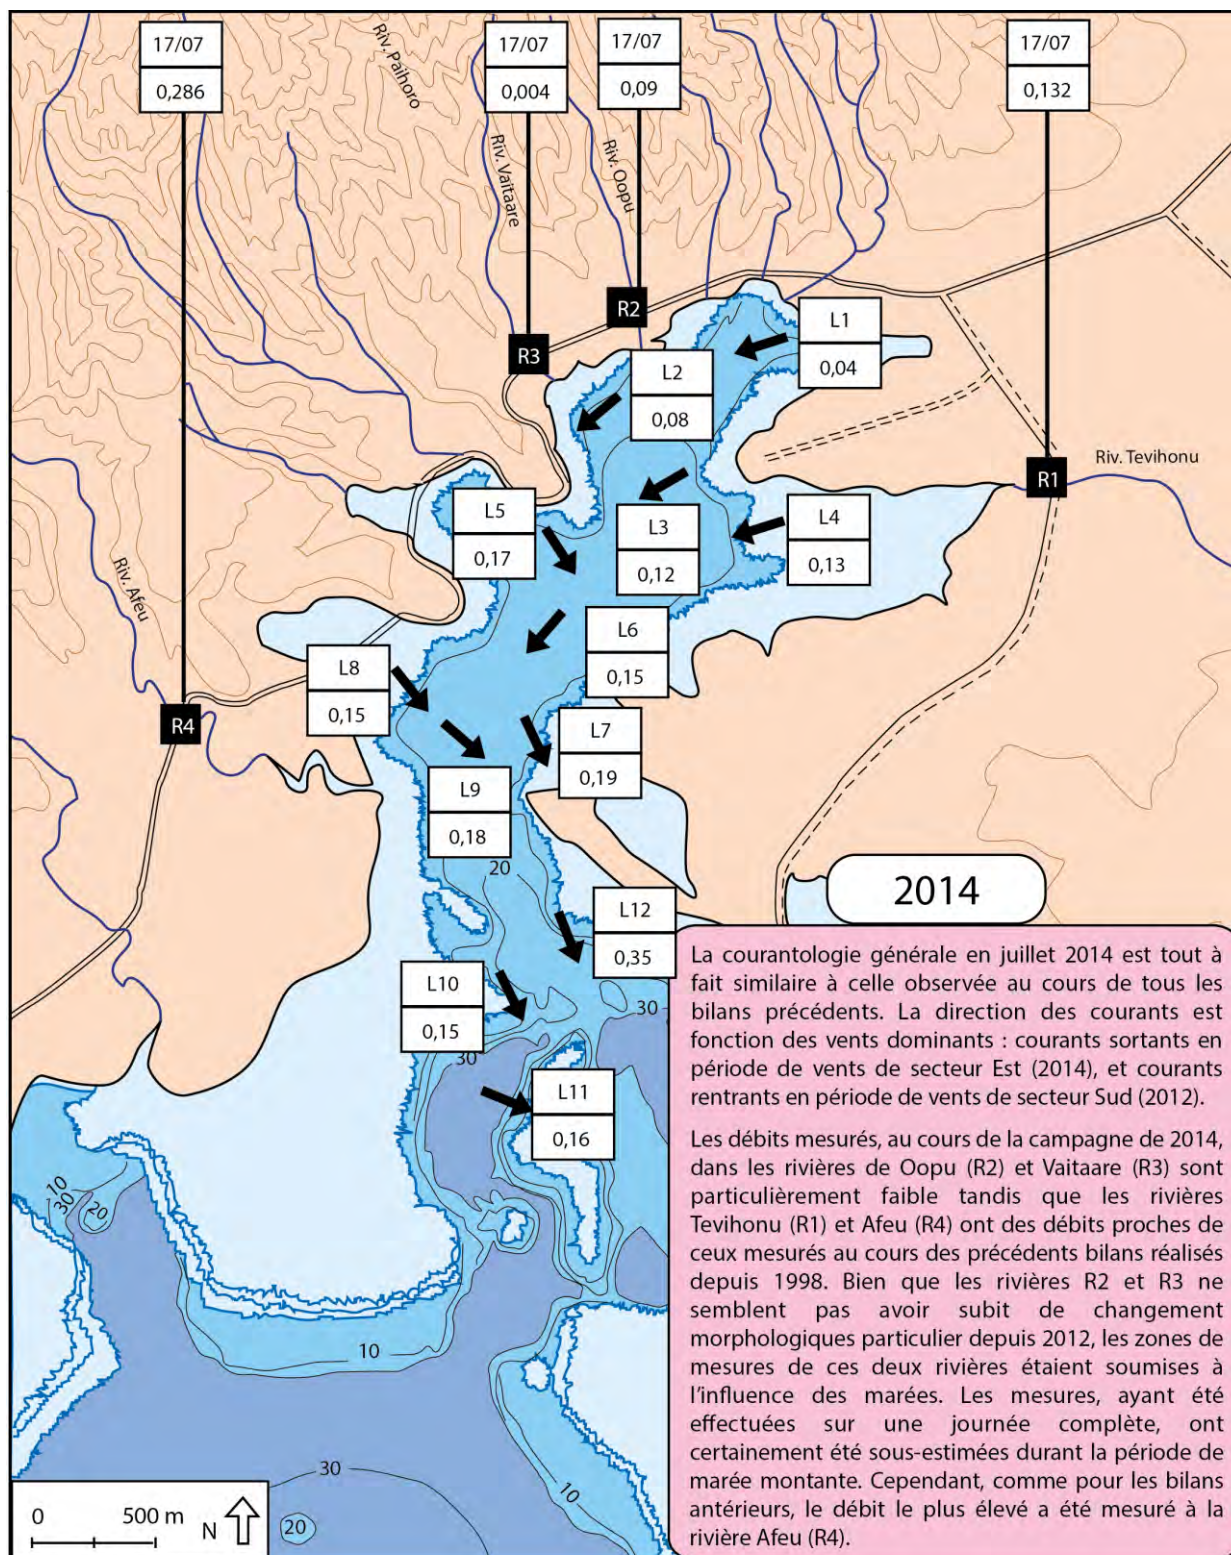 17/07
0,286
17/07
0,004
17/07
0,09
17/07
0,132
Riv. Paihoro
Riv. Vaitaare
Riv. Oopu
R2
R3
L1
0,04
L2
0,08
Riv. Tevihonu
R1
L5
0,17
L3
0,12
L4
0,13
Riv. Afeu
L6
0,15
L8
0,15
R4
L7
0,19
L9
0,18
20
2014
L12
0,35
L10
0,15
30
30
L11
0,16
10
30
20
10
10
30
20
0 500 m N
La courantologie générale en juillet 2014 est tout à
fait similaire à celle observée au cours de tous les
bilans précédents. La direction des courants est
fonction des vents dominants : courants sortants en
période de vents de secteur Est (2014), et courants
rentrants en période de vents de secteur Sud (2012).
Les débits mesurés, au cours de la campagne de 2014,
dans les rivières de Oopu (R2) et Vaitaare (R3) sont
particulièrement faible tandis que les rivières
Tevihonu (R1) et Afeu (R4) ont des débits proches de
ceux mesurés au cours des précédents bilans réalisés
depuis 1998. Bien que les rivières R2 et R3 ne
semblent pas avoir subit de changement
morphologiques particulier depuis 2012, les zones de
mesures de ces deux rivières étaient soumises à
l'influence des marées. Les mesures, ayant été
effectuées sur une journée complète, ont
certainement été sous-estimées durant la période de
marée montante. Cependant, comme pour les bilans
antérieurs, le débit le plus élevé a été mesuré à la
rivière Afeu (R4).